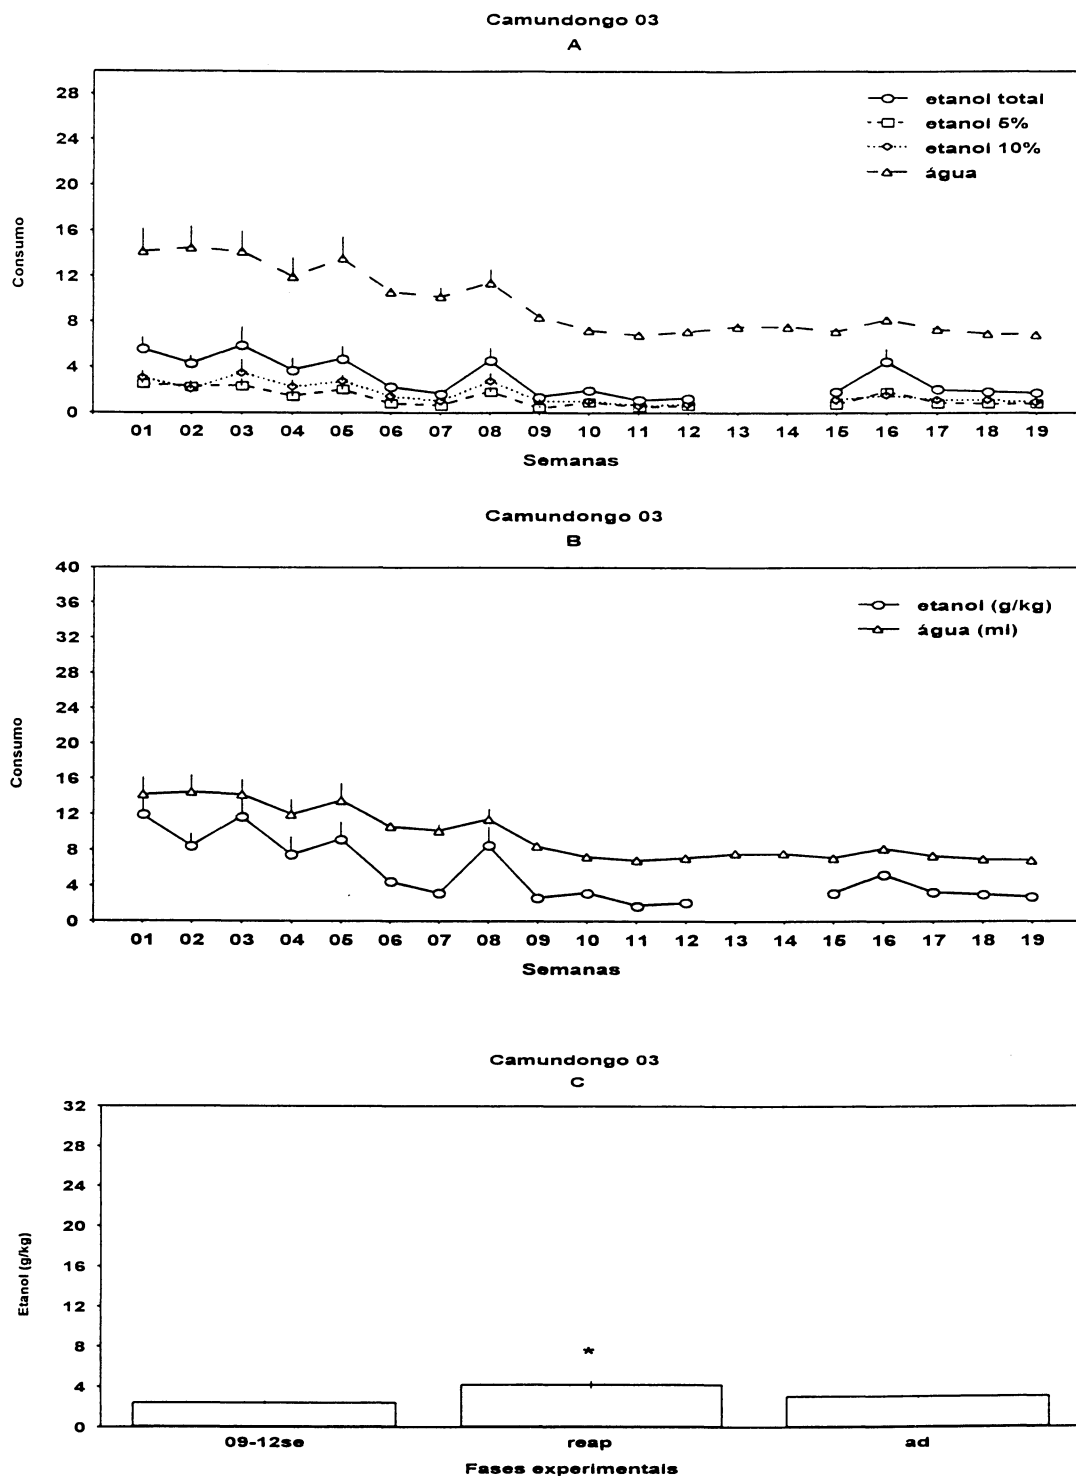 Camundongo 03
A
28
24
20
16
12
8
4
0
Consumo
etanol total
etanol 5%
etanol 10%
água
01 02 03 04 05 06 07 08 09 10 11 12 13 14 15 16 17 18 19
Semanas
Camundongo 03
B
40
36
32
28
24
20
16
12
8
4
0
Consumo
etanol (g/kg)
água (ml)
01 02 03 04 05 06 07 08 09 10 11 12 13 14 15 16 17 18 19
Semanas
Camundongo 03
C
32
28
24
20
16
12
8
4
0
Etanol (g/kg)
*
09-12se reap ad
Fases experimentais